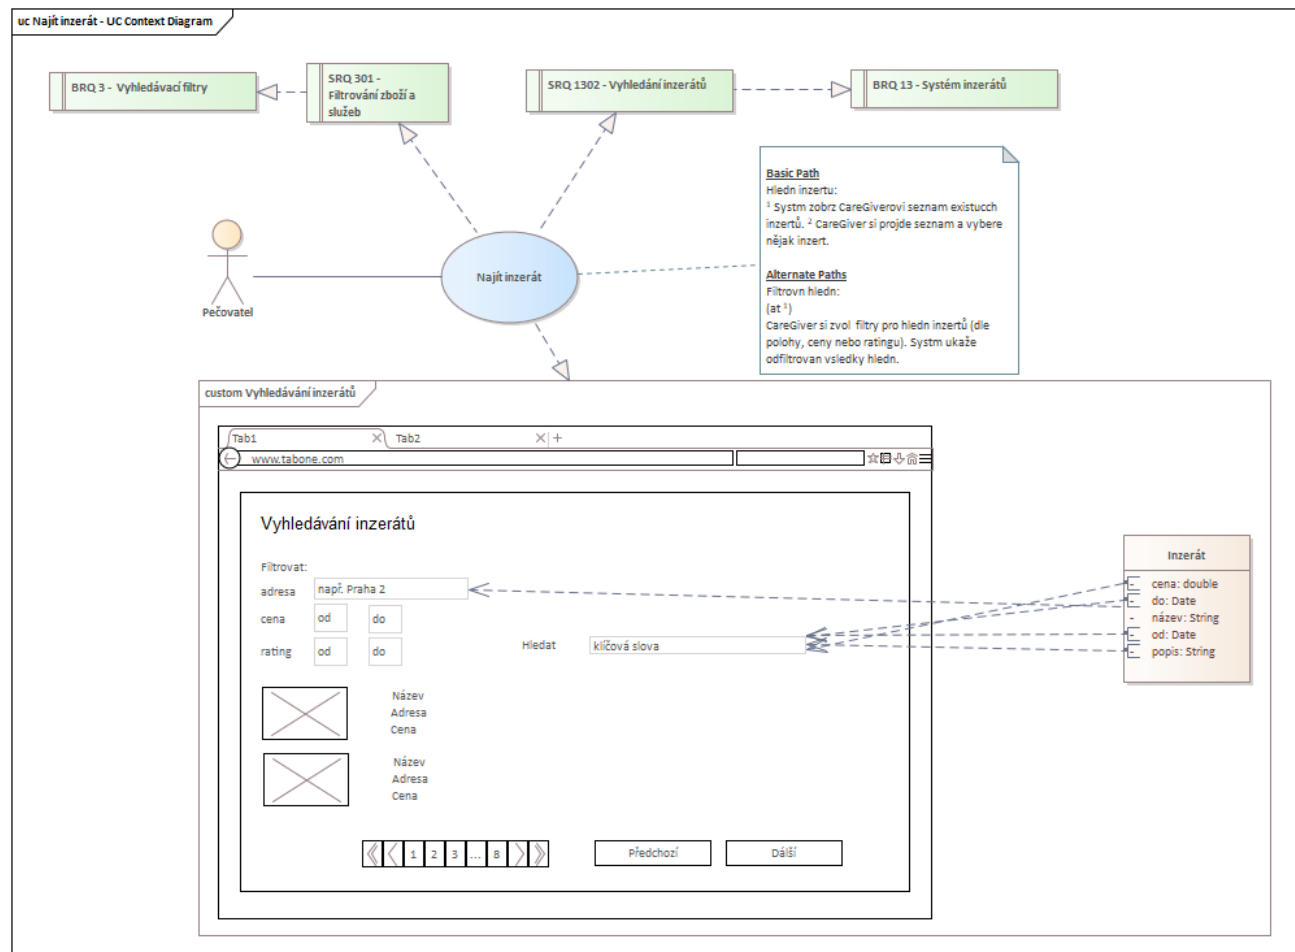 uc Najít inzerát - UC Context Diagram
BRQ 3 - Vyhledávací filtry
SRQ 301 -
Filtrování zboží a
služeb
SRQ 1302 - Vyhledání inzerátů
BRQ 13 - Systém inzerátů
Basic Path
Hledn inzertu:
1 Systm zobrz CareGiverovi seznam existucch
inzertů. 2 CareGiver si projde seznam a vybere
nějak inzert.
Alternate Paths
Filtrovn hledn:
(at 1)
CareGiver si zvol filtry pro hledn inzertů (dle
polohy, ceny nebo ratingu). Systm ukaže
odfiltrovan vsledky hledn.
Najít inzerát
Pečovatel
custom Vyhledávání inzerátů
Tab1
Tab2
www.tabone.com
Vyhledávání inzerátů
Filtrovat:
adresa
např. Praha 2
cena
od
do
rating
od
do
Hledat
klíčová slova
Název
Adresa
Cena
Název
Adresa
Cena
1 2 3 ... 8
Předchozí
Dálší
Inzerát
- cena: double
- do: Date
- název: String
- od: Date
- popis: String